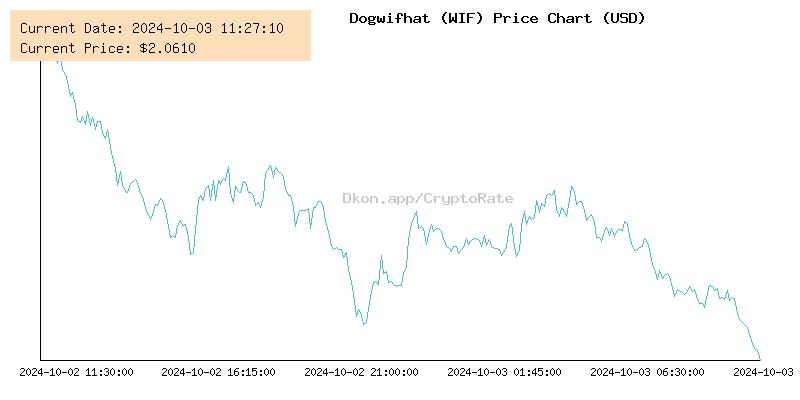 Dogwifhat (WIF) Price Chart (USD)
Current Date: 2024-10-03 11:27:10
Current Price: $2.0610
Dkon.app/CryptoRate
2024-10-02 11:30:00 2024-10-02 16:15:00 2024-10-02 21:00:00 2024-10-03 01:45:00 2024-10-03 06:30:00 2024-10-03